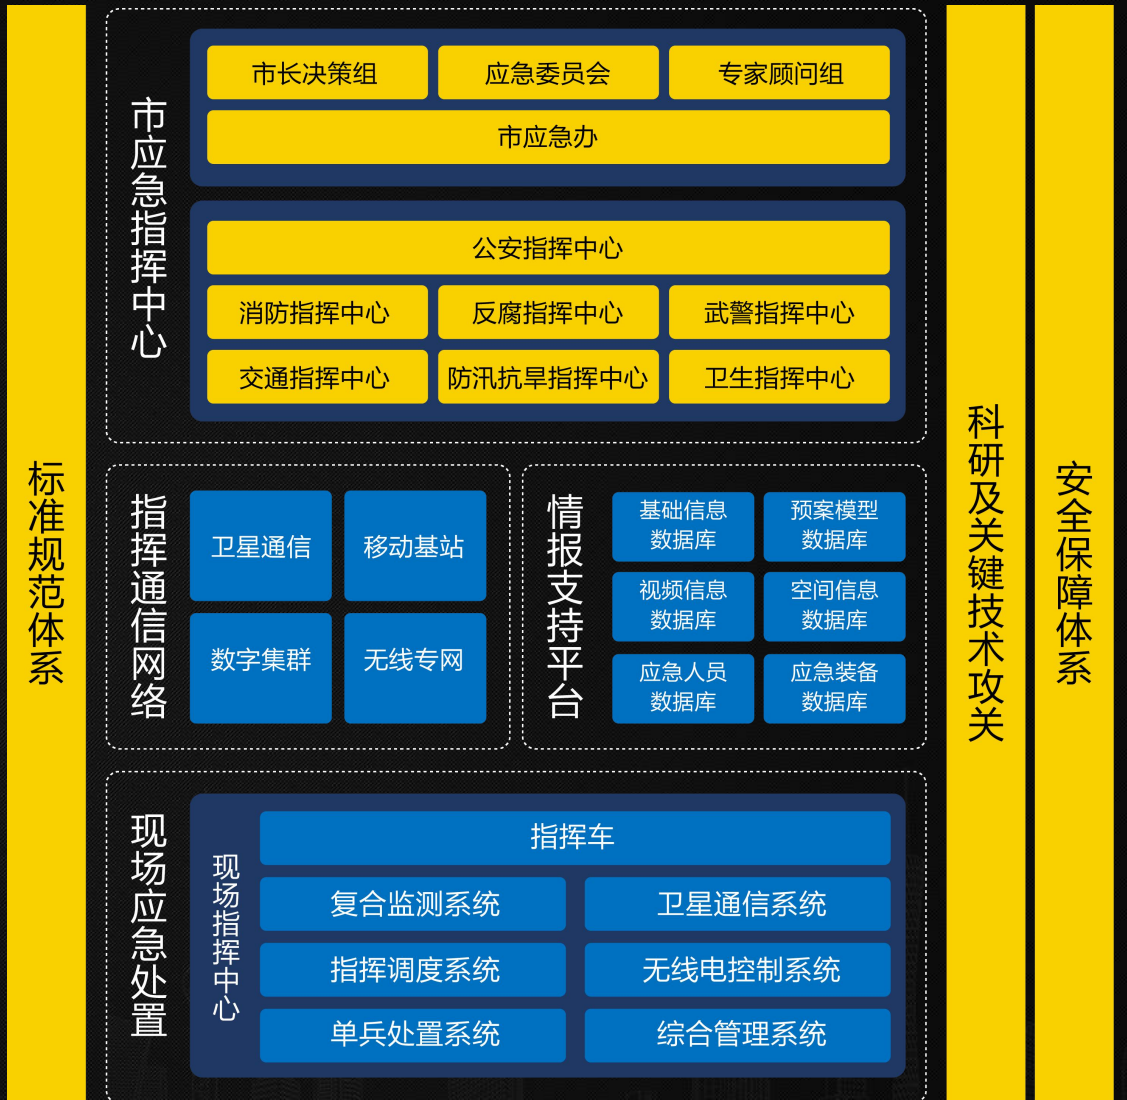 标准规范体系
市应急指挥中心
市长决策组
应急委员会
专家顾问组
市应急办
公安指挥中心
消防指挥中心
反腐指挥中心
武警指挥中心
交通指挥中心
防汛抗旱指挥中心
卫生指挥中心
指挥通信网络
卫星通信
移动基站
数字集群
无线专网
情报支持平台
基础信息
数据库
预案模型
数据库
视频信息
数据库
空间信息
数据库
应急人员
数据库
应急装备
数据库
现场应急处置
现场指挥中心
指挥车
复合监测系统
卫星通信系统
指挥调度系统
无线电控制系统
单兵处置系统
综合管理系统
科研及关键技术攻关
安全保障体系